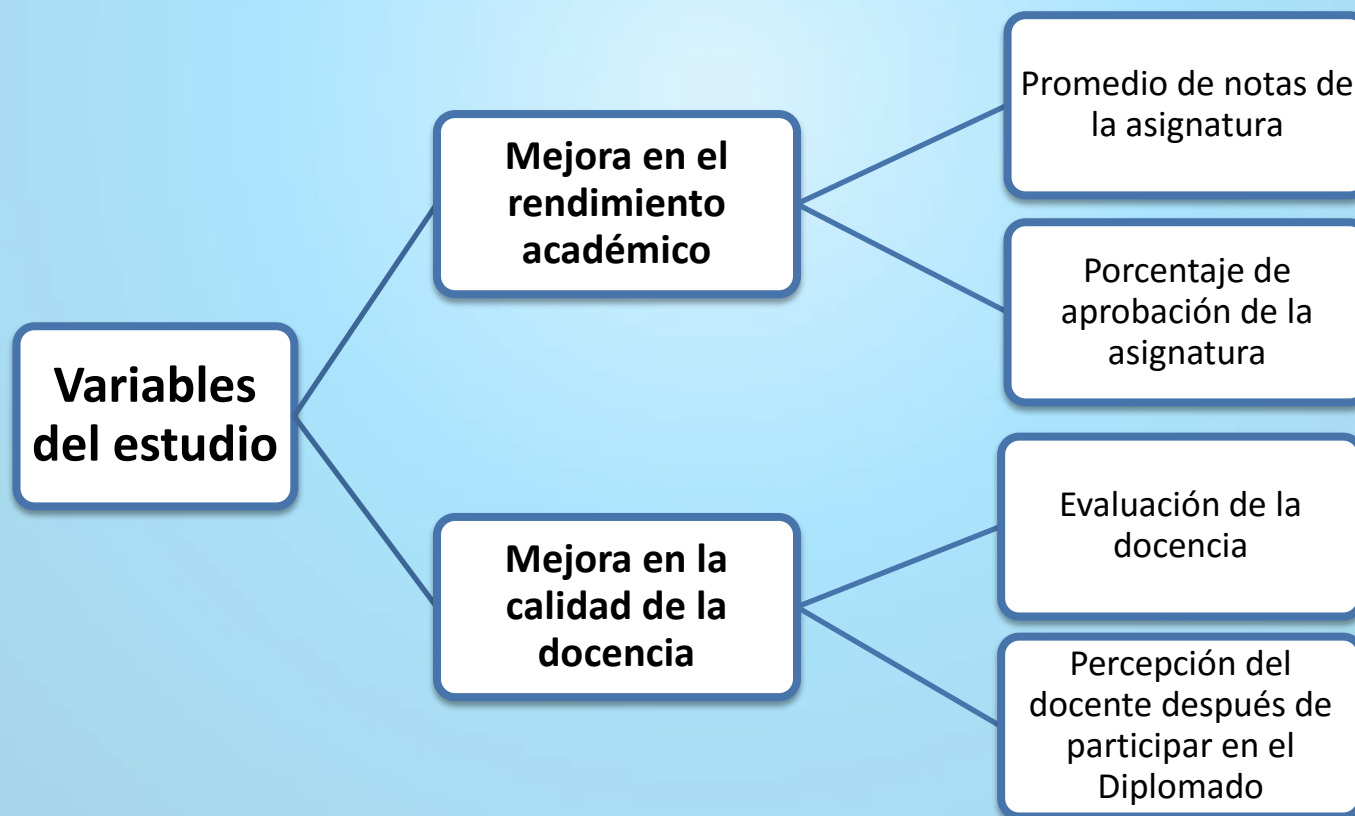 Variables
del estudio
Mejora en el
rendimiento
académico
Promedio de notas de
la asignatura
Porcentaje de
aprobación de la
asignatura
Mejora en la
calidad de la
docencia
Evaluación de la
docencia
Percepción del
docente después de
participar en el
Diplomado